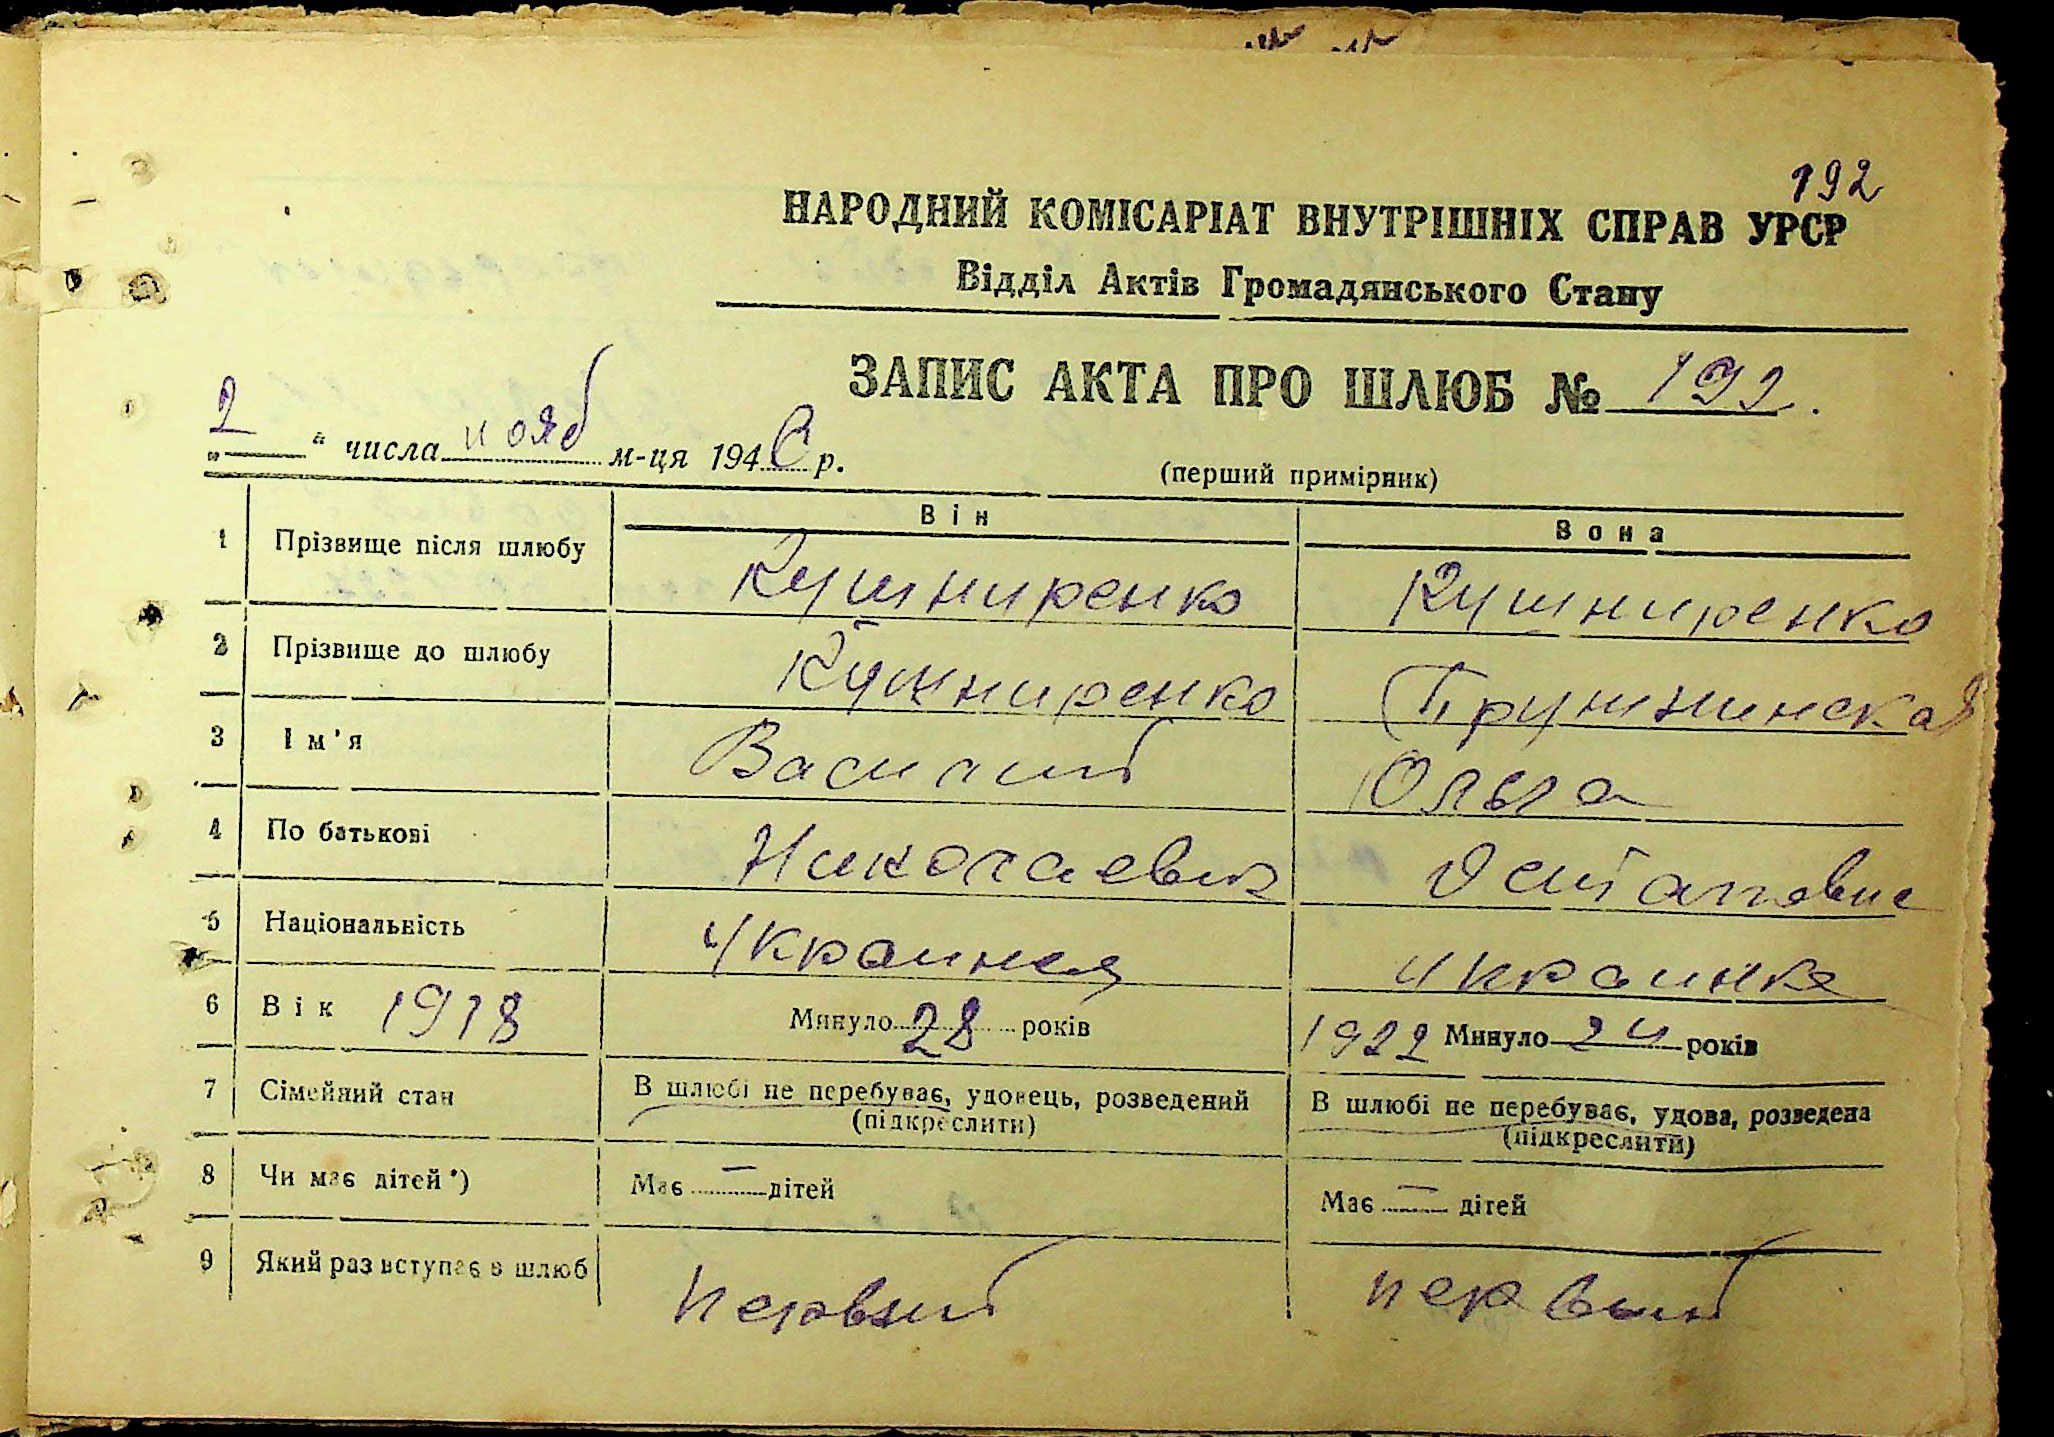 192
НАРОДНИЙ КОМІСАРІАТ ВНУТРІШНІХ СПРАВ УРСР
Відділ Актів Громадянського Стану
ЗАПИС АКТА ПРО ШЛЮБ № 192.
„2“ числа нояб м-ця 1946 р.
(перший примірник)
Він Вона
1 Прізвище після шлюбу Кушниренко Кушниренко
2 Прізвище до шлюбу Кушниренко Пружинская
3 Ім'я Василий Ольга
4 По батькові Николаевич Остаповна
5 Національність Украинец Украинка
6 Вік 1918 Минуло 28 років 1922 Минуло 24 років
7 Сімейний стан В шлюбі не перебуває, удовець, розведений В шлюбі не перебуває, удова, розведена
(підкреслити) (підкреслити)
8 Чи має дітей*) Має — дітей Має — дітей
9 Який раз вступає в шлюб первый первый